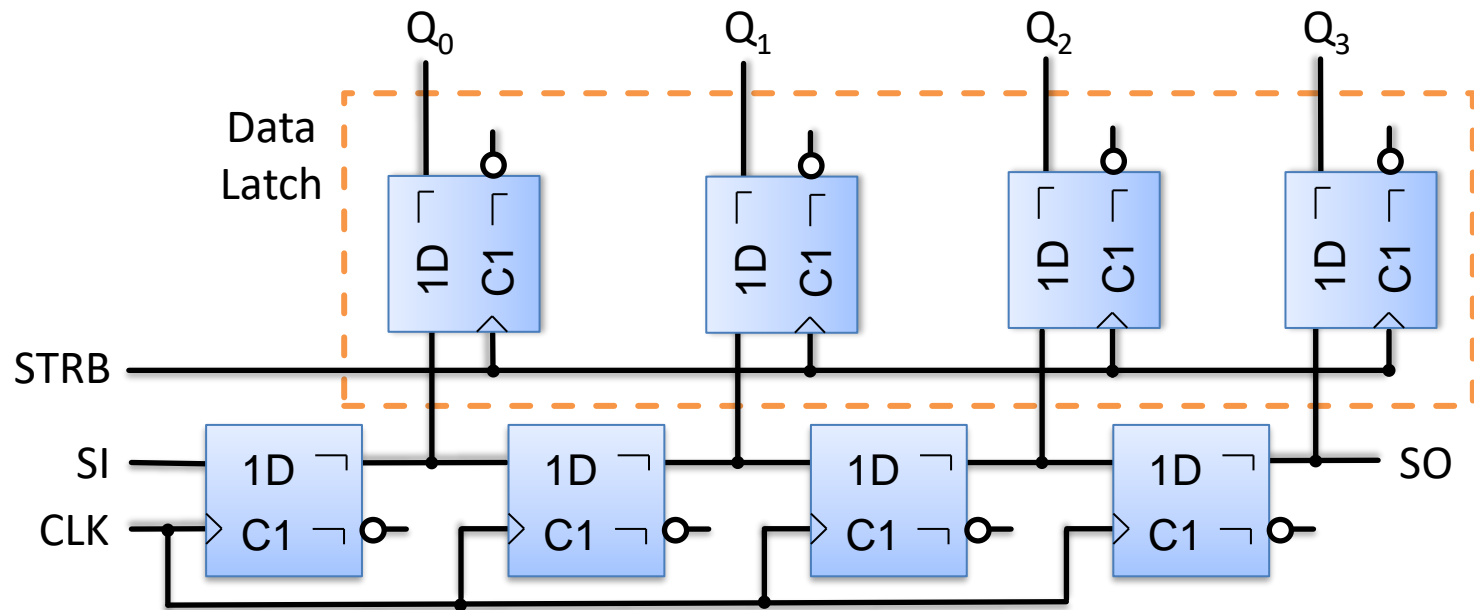 Q0 Q1 Q2 Q3
Data
Latch
1D C1 1D C1 1D C1 1D C1
STRB
SI 1D 1D 1D 1D SO
CLK C1 C1 C1 C1